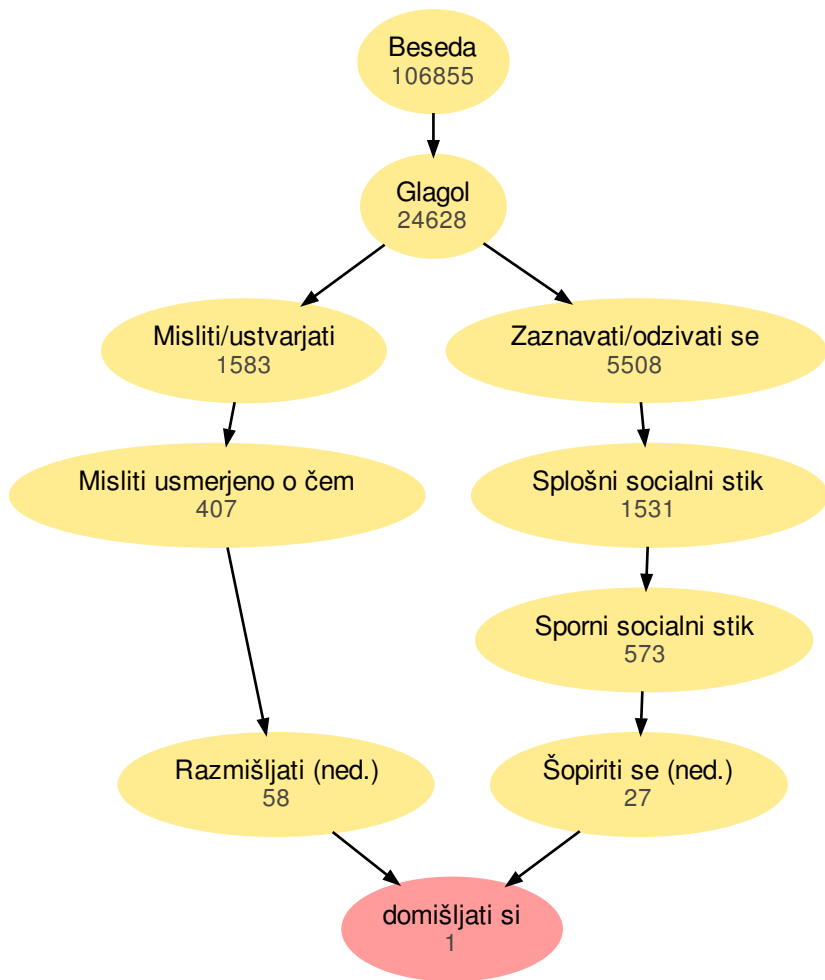 Beseda
106855
Glagol
24628
Misliti/ustvarjati
1583
Zaznavati/odzivati se
5508
Misliti usmerjeno o čem
407
Splošni socialni stik
1531
Sporni socialni stik
573
Razmišljati (ned.)
58
Šopiriti se (ned.)
27
domišljati si
1